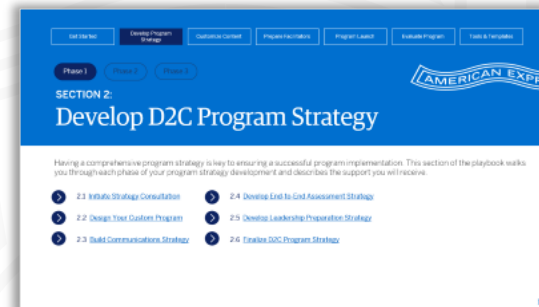 Get Started
Develop Program
Strategy
Customize Content
Prepare Facilitators
Program Launch
Evaluate Program
Tools & Templates
Phase 1
Phase 2
Phase 3
AMERICAN EXP
SECTION 2:
Develop D2C Program Strategy
Having a comprehensive program strategy is key to ensuring a successful program implementation. This section of the playbook walks
you through each phase of your program strategy development and describes the support you will receive.
2.1 Initiate Strategy Consultation
2.2 Design Your Custom Program
2.3 Build Communications Strategy
2.4 Develop End-to-End Assessment Strategy
2.5 Develop Leadership Preparation Strategy
2.6 Finalize D2C Program Strategy